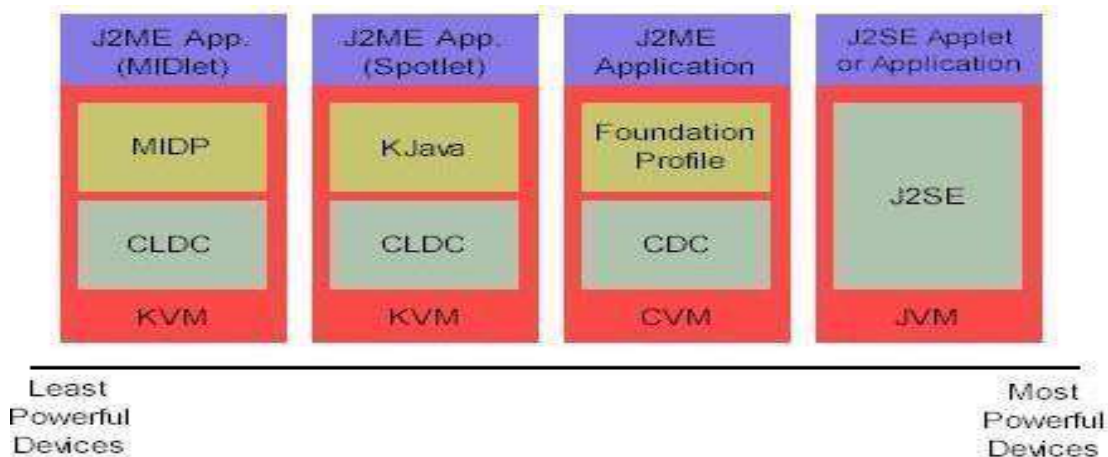 J2ME App.
(MIDlet)
MIDP
CLDC
KVM
J2ME App.
(Spotlet)
KJava
CLDC
KVM
J2ME
Application
Foundation
Profile
CDC
CVM
J2SE Applet
or Application
J2SE
JVM
Least
Powerful
Devices
Most
Powerful
Devices